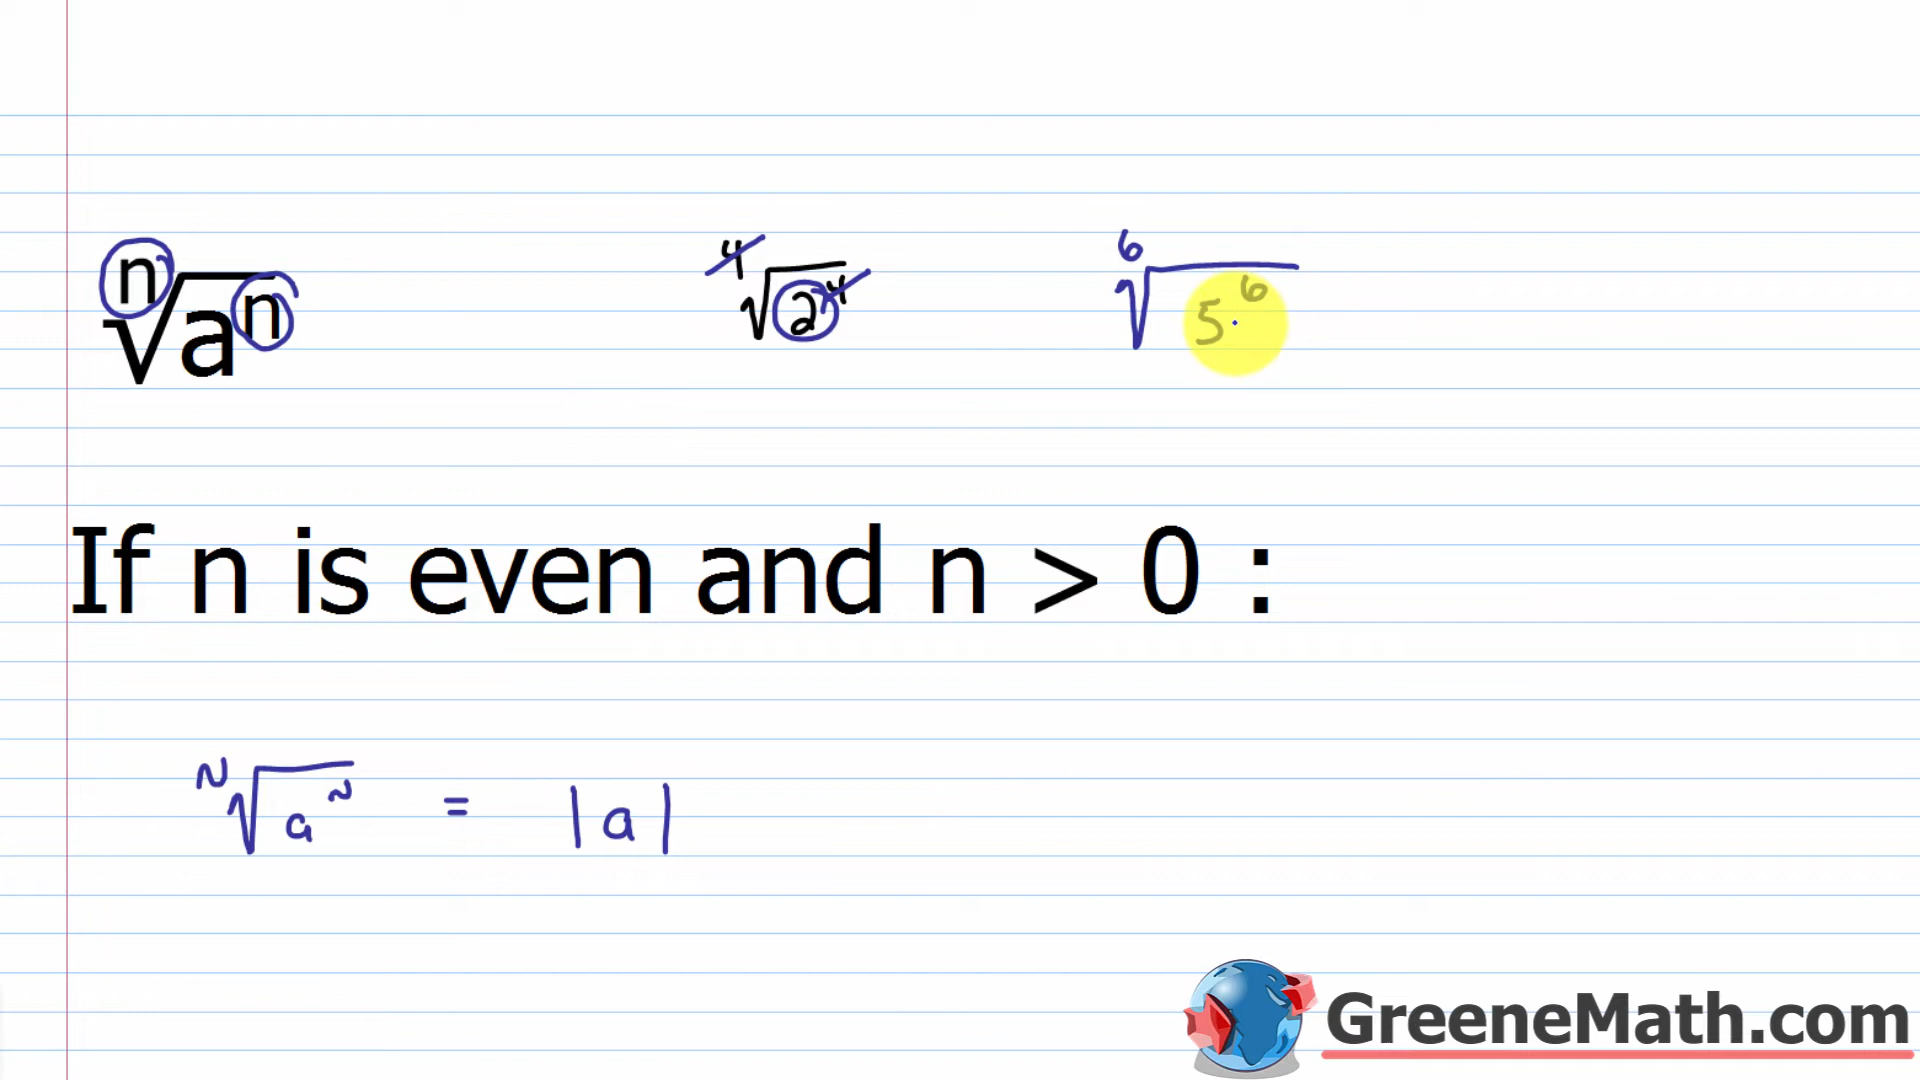 ⁿ√aⁿ ⁴√2⁴ ⁶√5⁶
If n is even and n > 0 :
ᴺ√aᴺ = |a|
GreeneMath.com